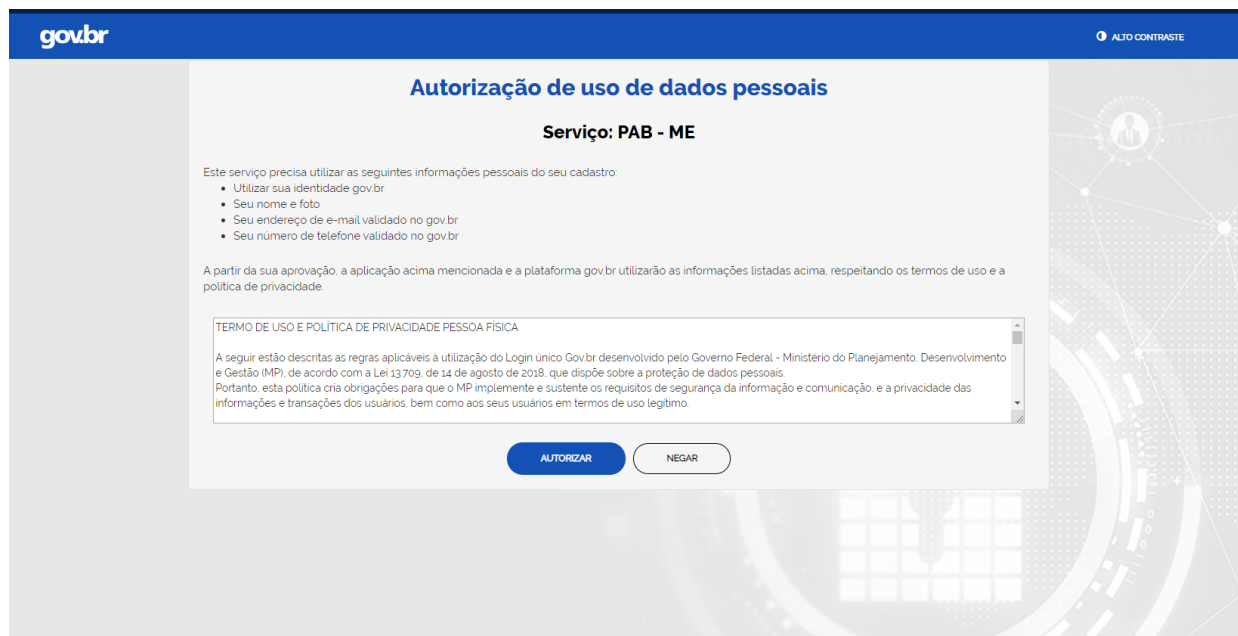 gov.br
ALTO CONTRASTE
Autorização de uso de dados pessoais
Serviço: PAB - ME
Este serviço precisa utilizar as seguintes informações pessoais do seu cadastro:
• Utilizar sua identidade gov.br
• Seu nome e foto
• Seu endereço de e-mail validado no gov.br
• Seu número de telefone validado no gov.br
A partir da sua aprovação, a aplicação acima mencionada e a plataforma gov.br utilizarão as informações listadas acima, respeitando os termos de uso e a
política de privacidade.
TERMO DE USO E POLÍTICA DE PRIVACIDADE PESSOA FÍSICA
A seguir estão descritas as regras aplicáveis à utilização do Login único Gov.br desenvolvido pelo Governo Federal - Ministério do Planejamento, Desenvolvimento
e Gestão (MP), de acordo com a Lei 13.709, de 14 de agosto de 2018, que dispõe sobre a proteção de dados pessoais.
Portanto, esta política cria obrigações para que o MP implemente e sustente os requisitos de segurança da informação e comunicação, e a privacidade das
informações e transações dos usuários, bem como aos seus usuários em termos de uso legítimo.
AUTORIZAR
NEGAR